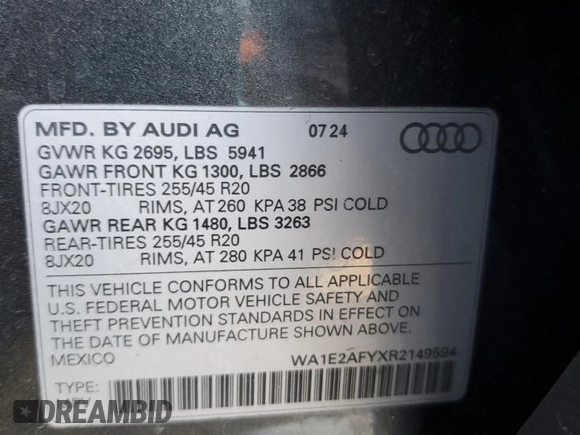 MFD. BY AUDI AG 07 24
GVWR KG 2695, LBS 5941
GAWR FRONT KG 1300, LBS 2866
FRONT-TIRES 255/45 R20
8JX20 RIMS, AT 260 KPA 38 PSI COLD
GAWR REAR KG 1480, LBS 3263
REAR-TIRES 255/45 R20
8JX20 RIMS, AT 280 KPA 41 PSI COLD
THIS VEHICLE CONFORMS TO ALL APPLICABLE
U.S. FEDERAL MOTOR VEHICLE SAFETY AND
THEFT PREVENTION STANDARDS IN EFFECT ON THE
DATE OF MANUFACTURE SHOWN ABOVE.
MEXICO WA1E2AFYXR2149594
TYPE:
DREAMBID